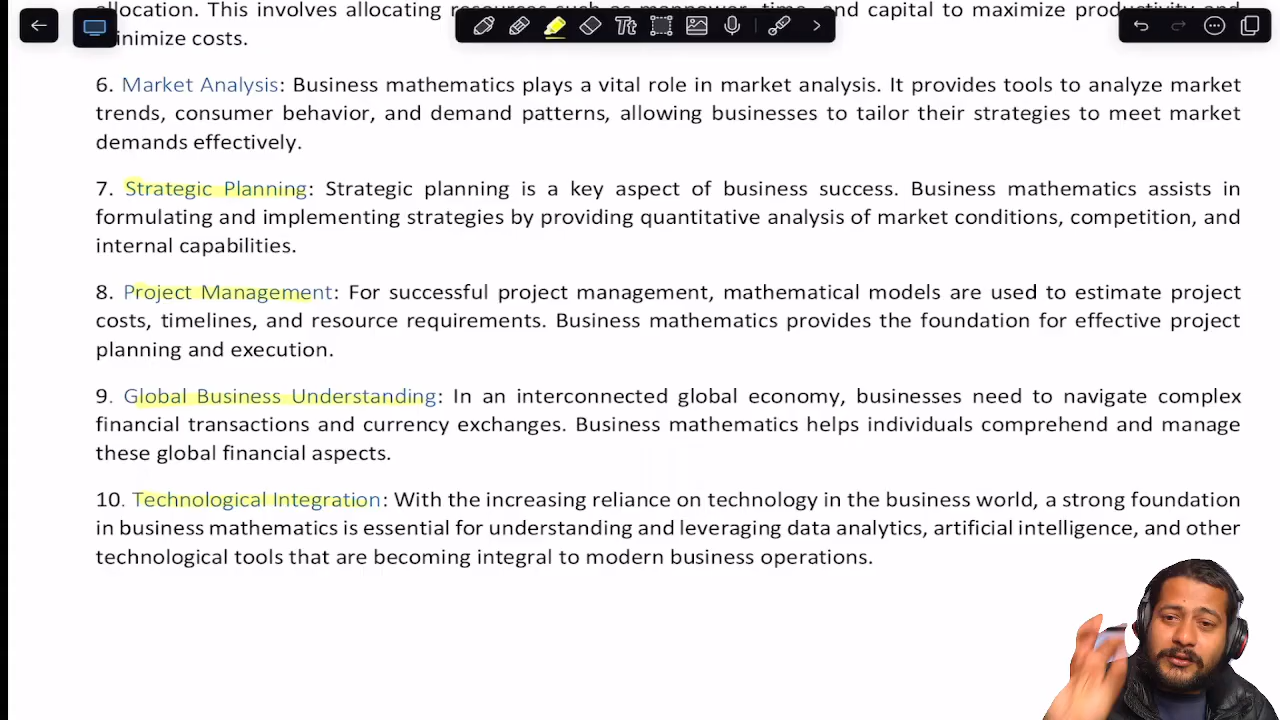 allocation. This involves allocating resources such as manpower, time, and capital to maximize productivity and
minimize costs.
6. Market Analysis: Business mathematics plays a vital role in market analysis. It provides tools to analyze market
trends, consumer behavior, and demand patterns, allowing businesses to tailor their strategies to meet market
demands effectively.
7. Strategic Planning: Strategic planning is a key aspect of business success. Business mathematics assists in
formulating and implementing strategies by providing quantitative analysis of market conditions, competition, and
internal capabilities.
8. Project Management: For successful project management, mathematical models are used to estimate project
costs, timelines, and resource requirements. Business mathematics provides the foundation for effective project
planning and execution.
9. Global Business Understanding: In an interconnected global economy, businesses need to navigate complex
financial transactions and currency exchanges. Business mathematics helps individuals comprehend and manage
these global financial aspects.
10. Technological Integration: With the increasing reliance on technology in the business world, a strong foundation
in business mathematics is essential for understanding and leveraging data analytics, artificial intelligence, and other
technological tools that are becoming integral to modern business operations.